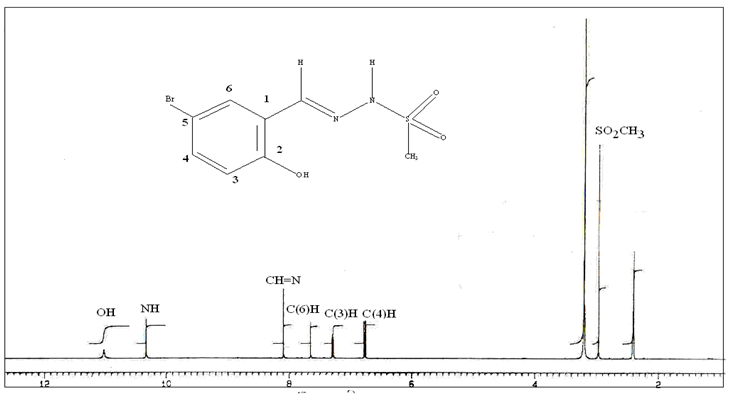 H H
6
Br 1 O
5 N N S
4 2 O
3 OH CH3
SO2CH3
CH=N
OH NH C(6)H C(3)H C(4)H
12 10 8 6 4 2